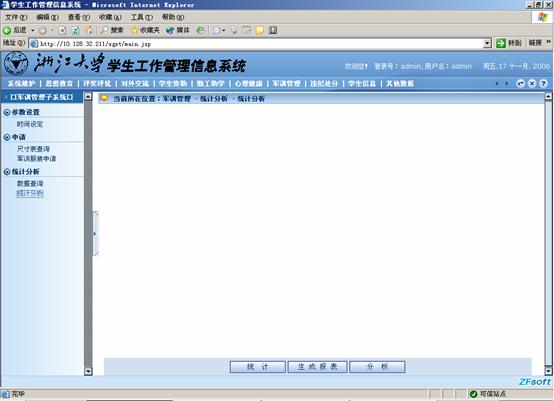 学生工作管理信息系统 - Microsoft Internet Explorer
文件(F) 编辑(E) 查看(V) 收藏(A) 工具(T) 帮助(H)
后退 搜索 收藏夹 媒体
地址(D) http://10.128.32.211/xgxt/main.jsp 转到 链接 »
浙江大学 学生工作管理信息系统 欢迎您! 登录号:admin,用户名:admin 周五,17 十一月, 2006
系统维护 | 思想教育 | 评奖评优 | 对外交流 | 学生资助 | 勤工助学 | 心理健康 | 军训管理 | 违纪处分 | 学生信息 | 其他数据
军训管理子系统 当前所在位置:军训管理 - 统计分析 - 统计分析
参数设置
时间设定
申请
尺寸表查询
军训服装申请
统计分析
数据查询
统计分析
统 计 生 成 报 表 分 析
ZFsoft
完毕 可信站点